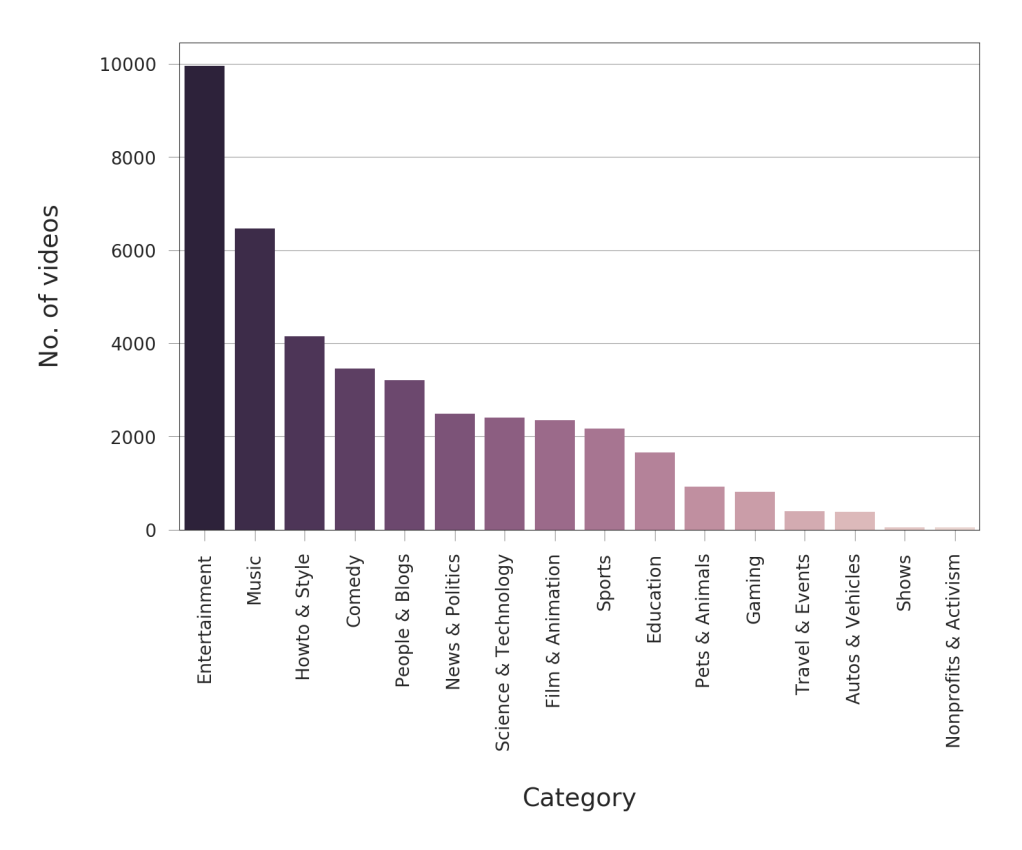 10000
8000
6000
4000
2000
0
No. of videos
Entertainment
Music
Howto & Style
Comedy
People & Blogs
News & Politics
Science & Technology
Film & Animation
Sports
Education
Pets & Animals
Gaming
Travel & Events
Autos & Vehicles
Shows
Nonprofits & Activism
Category